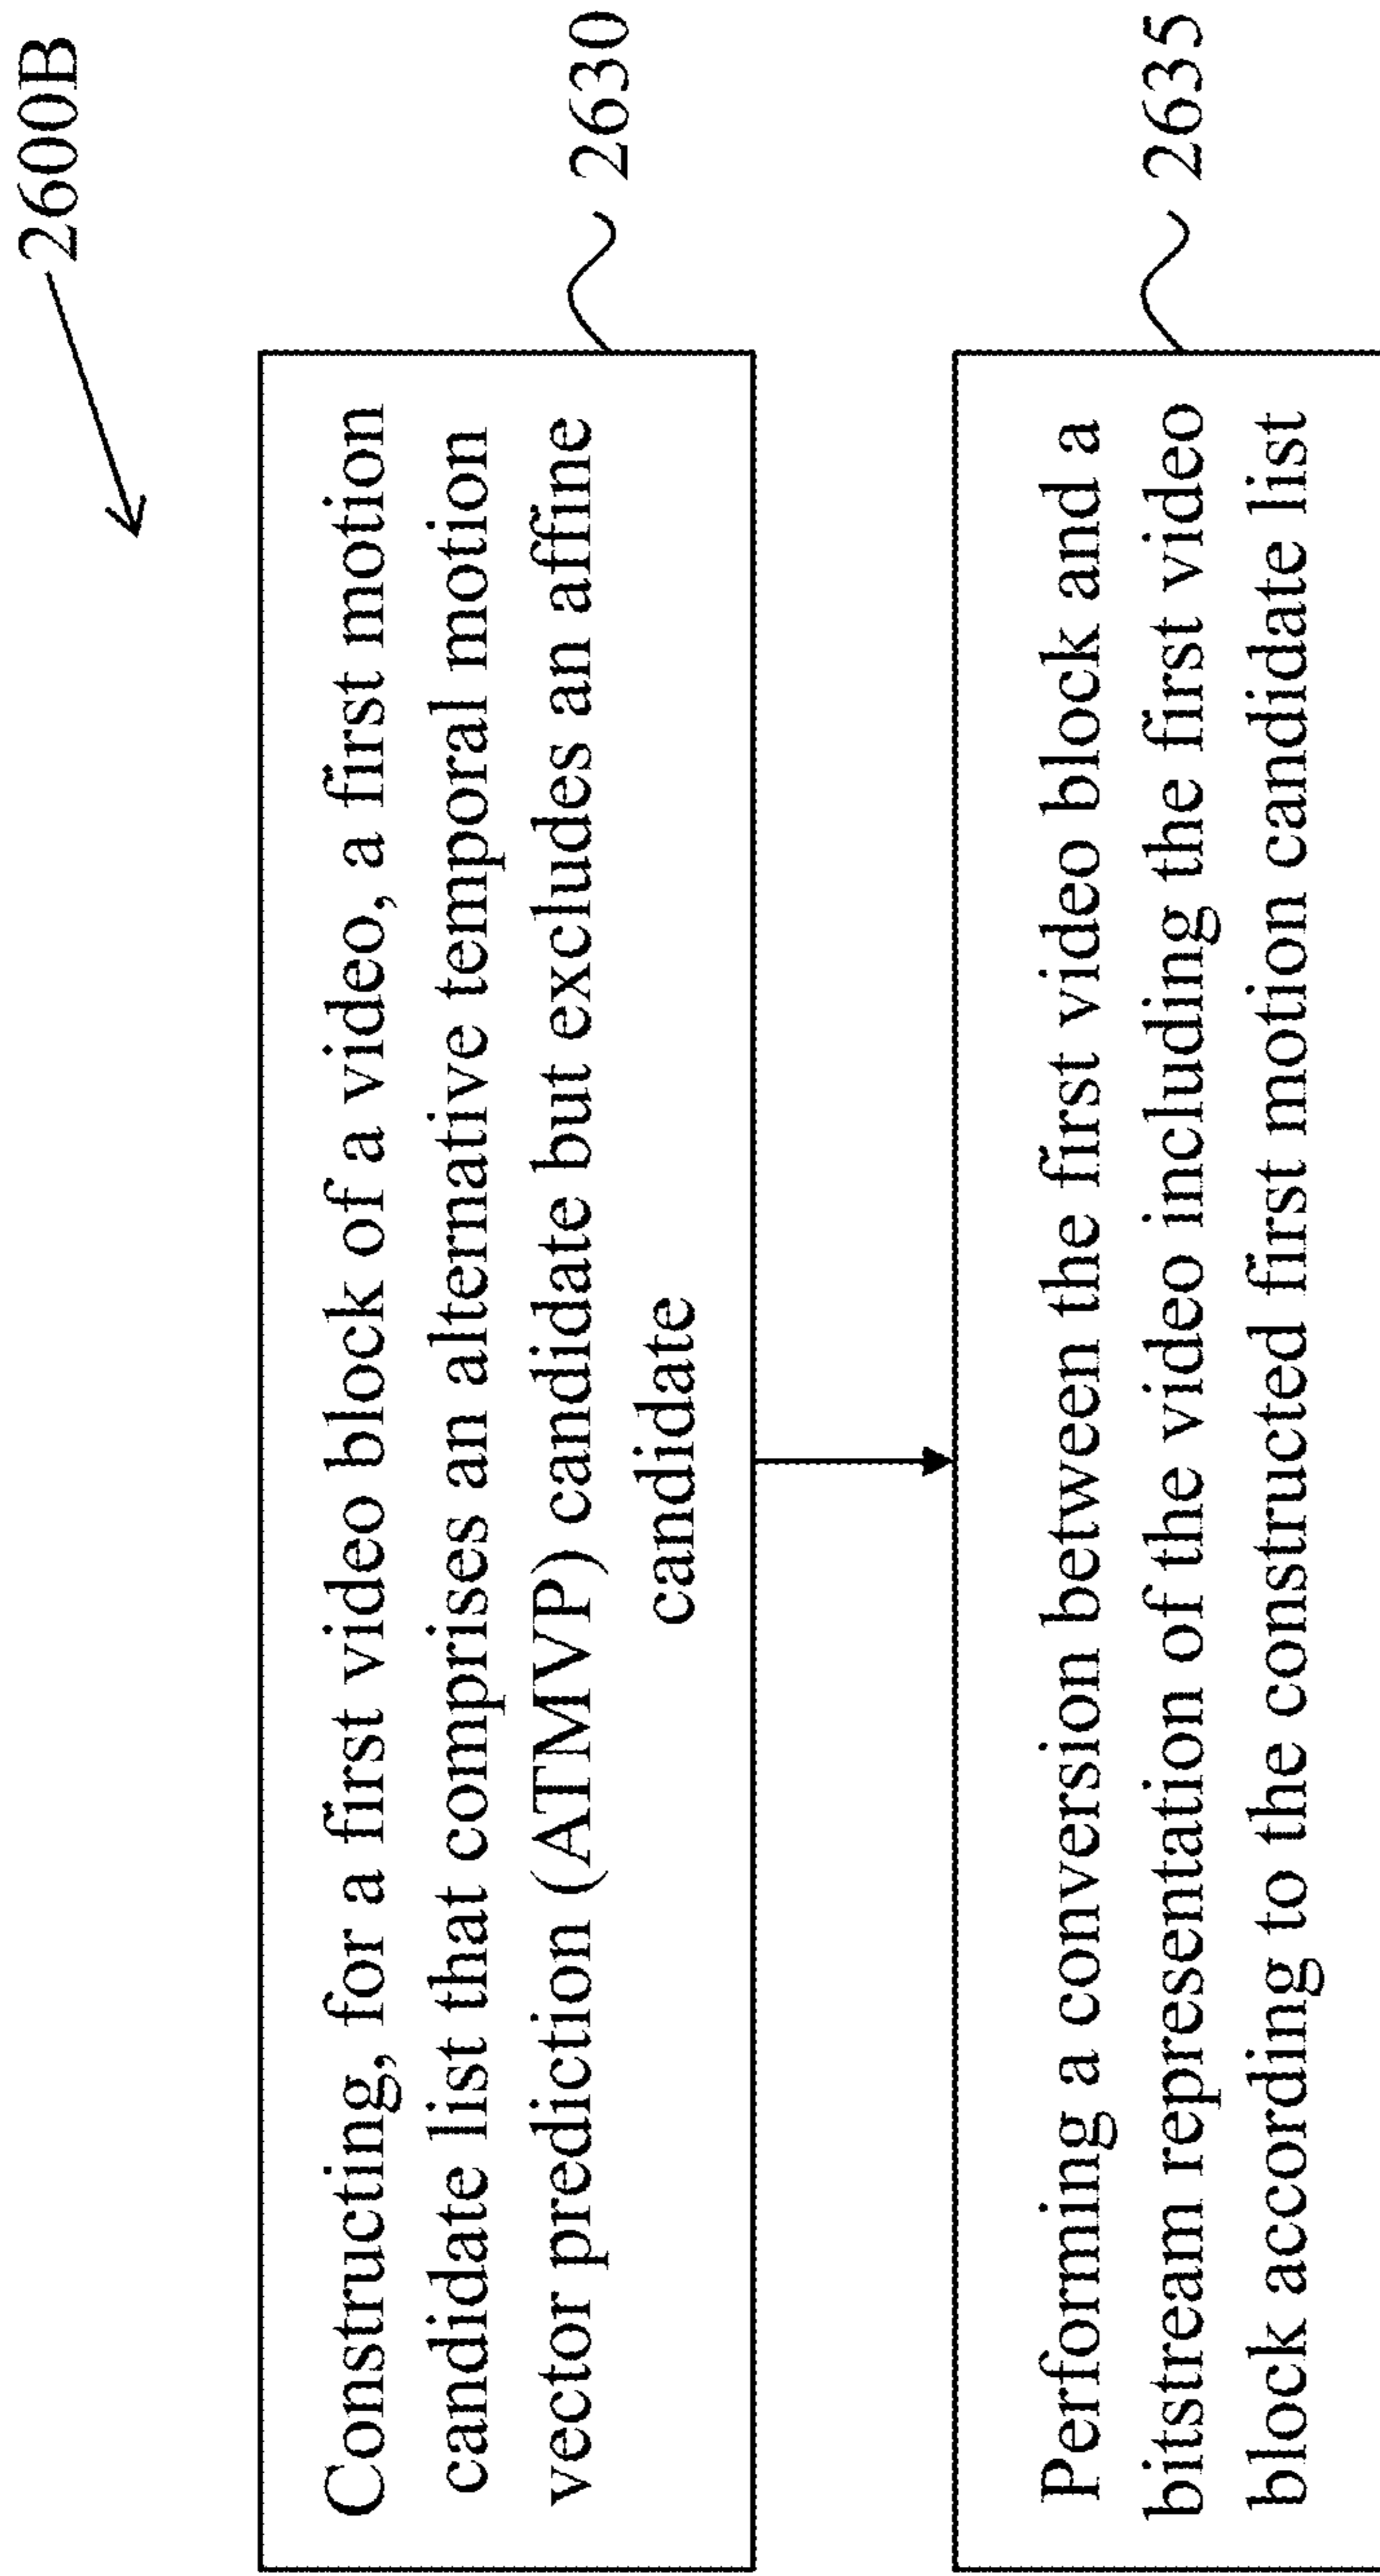 2600B
Constructing, for a first video block of a video, a first motion
candidate list that comprises an alternative temporal motion
vector prediction (ATMVP) candidate but excludes an affine
candidate
2630
Performing a conversion between the first video block and a
bitstream representation of the video including the first video
block according to the constructed first motion candidate list
2635